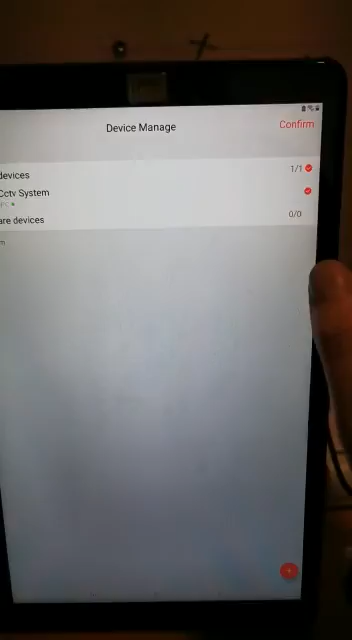 Device Manage
Confirm
devices 1/1
Cctv System
are devices 0/0